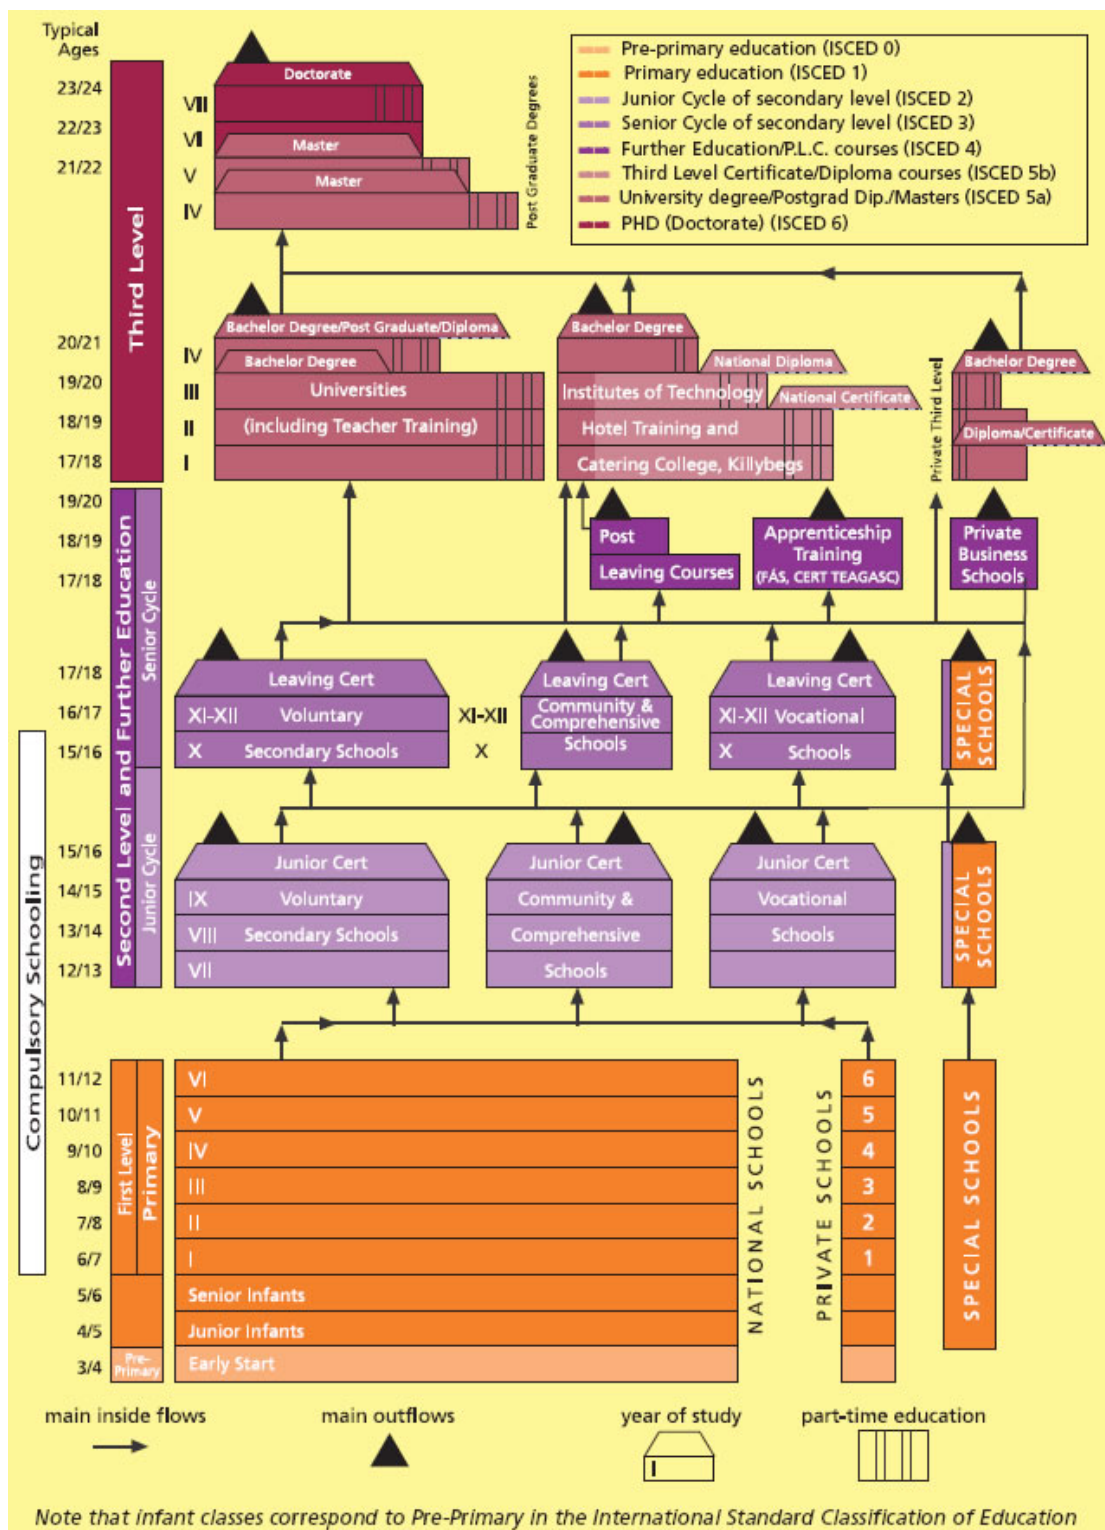 Typical
Ages
Pre-primary education (ISCED 0)
Primary education (ISCED 1)
Junior Cycle of secondary level (ISCED 2)
Senior Cycle of secondary level (ISCED 3)
Further Education/P.L.C. courses (ISCED 4)
Third Level Certificate/Diploma courses (ISCED 5b)
University degree/Postgrad Dip./Masters (ISCED 5a)
PHD (Doctorate) (ISCED 6)
Third Level
23/24
22/23
21/22
Doctorate
VIII
VII
Master
V
Master
IV
Post Graduate Degrees
20/21
19/20
18/19
17/18
Bachelor Degree/Post Graduate/Diploma
IV
Bachelor Degree
III
Universities
II
(including Teacher Training)
I
Bachelor Degree
National Diploma
Institutes of Technology
National Certificate
Hotel Training and
Catering College, Killybegs
Private Third Level
Bachelor Degree
Diploma/Certificate
Second Level and Further Education
Senior Cycle
19/20
18/19
17/18
Post
Leaving Courses
Apprenticeship
Training
(FÁS, CERT TEAGASC)
Private
Business
Schools
17/18
16/17
15/16
Leaving Cert
XI-XII Voluntary
X Secondary Schools
XI-XII
X
Leaving Cert
Community &
Comprehensive
Schools
Leaving Cert
XI-XII Vocational
X Schools
SPECIAL
SCHOOLS
Compulsory Schooling
Junior Cycle
15/16
14/15
13/14
12/13
Junior Cert
IX Voluntary
VIII Secondary Schools
VII
Junior Cert
Community &
Comprehensive
Schools
Junior Cert
Vocational
Schools
SPECIAL
SCHOOLS
First Level
Primary
11/12
10/11
9/10
8/9
7/8
6/7
5/6
4/5
Pre-
Primary
3/4
VI
V
IV
III
II
I
Senior Infants
Junior Infants
Early Start
NATIONAL SCHOOLS
PRIVATE SCHOOLS
6
5
4
3
2
1
SPECIAL SCHOOLS
main inside flows
main outflows
year of study
I
part-time education
Note that infant classes correspond to Pre-Primary in the International Standard Classification of Education